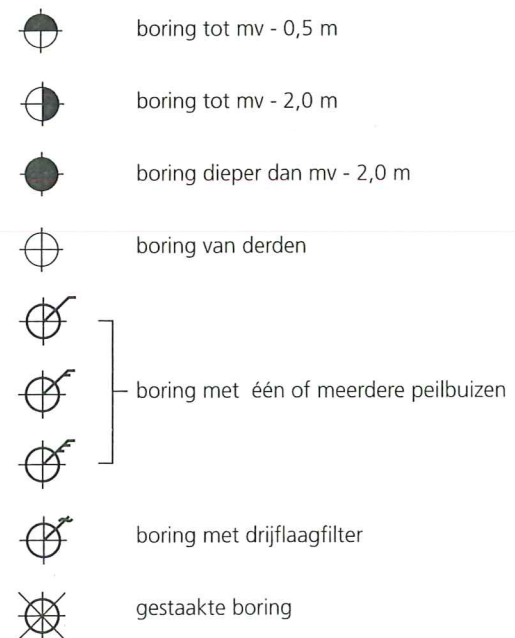 boring tot mv - 0,5 m
boring tot mv - 2,0 m
boring dieper dan mv - 2,0 m
boring van derden
boring met één of meerdere peilbuizen
boring met drijflaagfilter
gestaakte boring